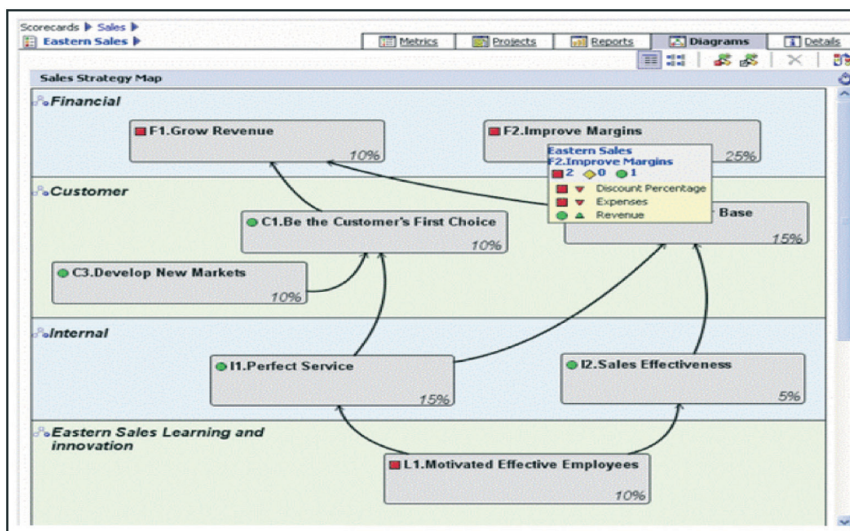 Scorecards Sales
Eastern Sales
Metrics Projects Reports Diagrams Details
Sales Strategy Map
Financial
F1.Grow Revenue
10%
F2.Improve Margins
25%
Eastern Sales
F2.Improve Margins
2 0 1
Discount Percentage
Expenses
Revenue
Customer
C1.Be the Customer's First Choice
10%
Base
15%
C3.Develop New Markets
10%
Internal
I1.Perfect Service
15%
I2.Sales Effectiveness
5%
Eastern Sales Learning and
innovation
L1.Motivated Effective Employees
10%